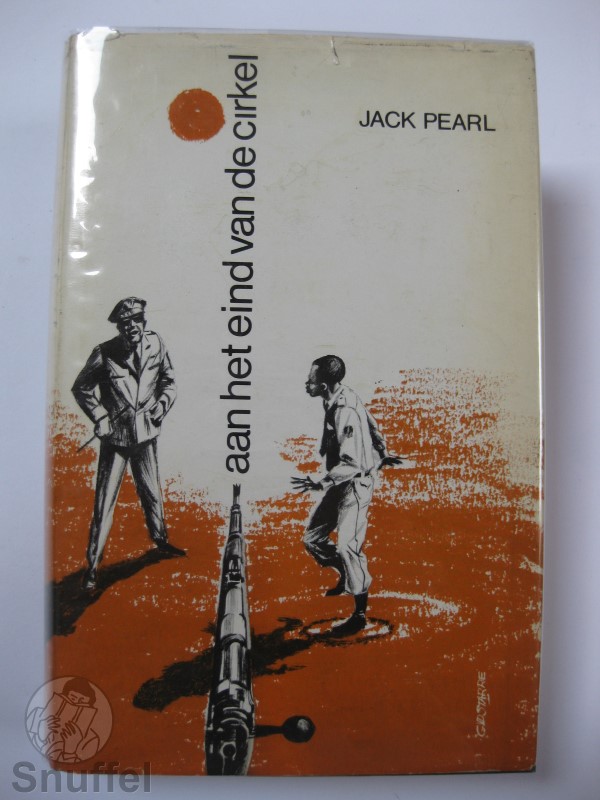 JACK PEARL
aan het eind van de cirkel
Snuffel